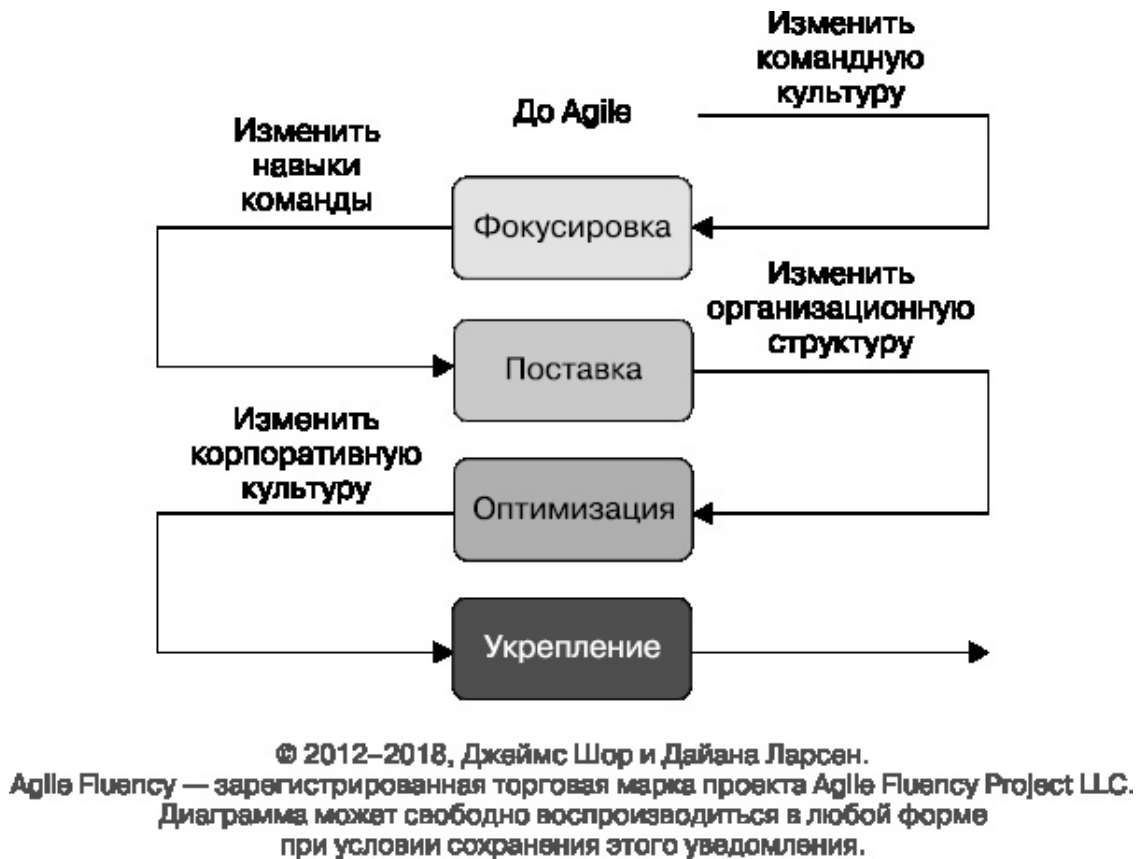 Изменить
командную
культуру
До Agile
Изменить
навыки
команды
Фокусировка
Изменить
организационную
структуру
Поставка
Изменить
корпоративную
культуру
Оптимизация
Укрепление
© 2012–2018, Джеймс Шор и Дайана Ларсен.
Agile Fluency — зарегистрированная торговая марка проекта Agile Fluency Project LLC.
Диаграмма может свободно воспроизводиться в любой форме
при условии сохранения этого уведомления.